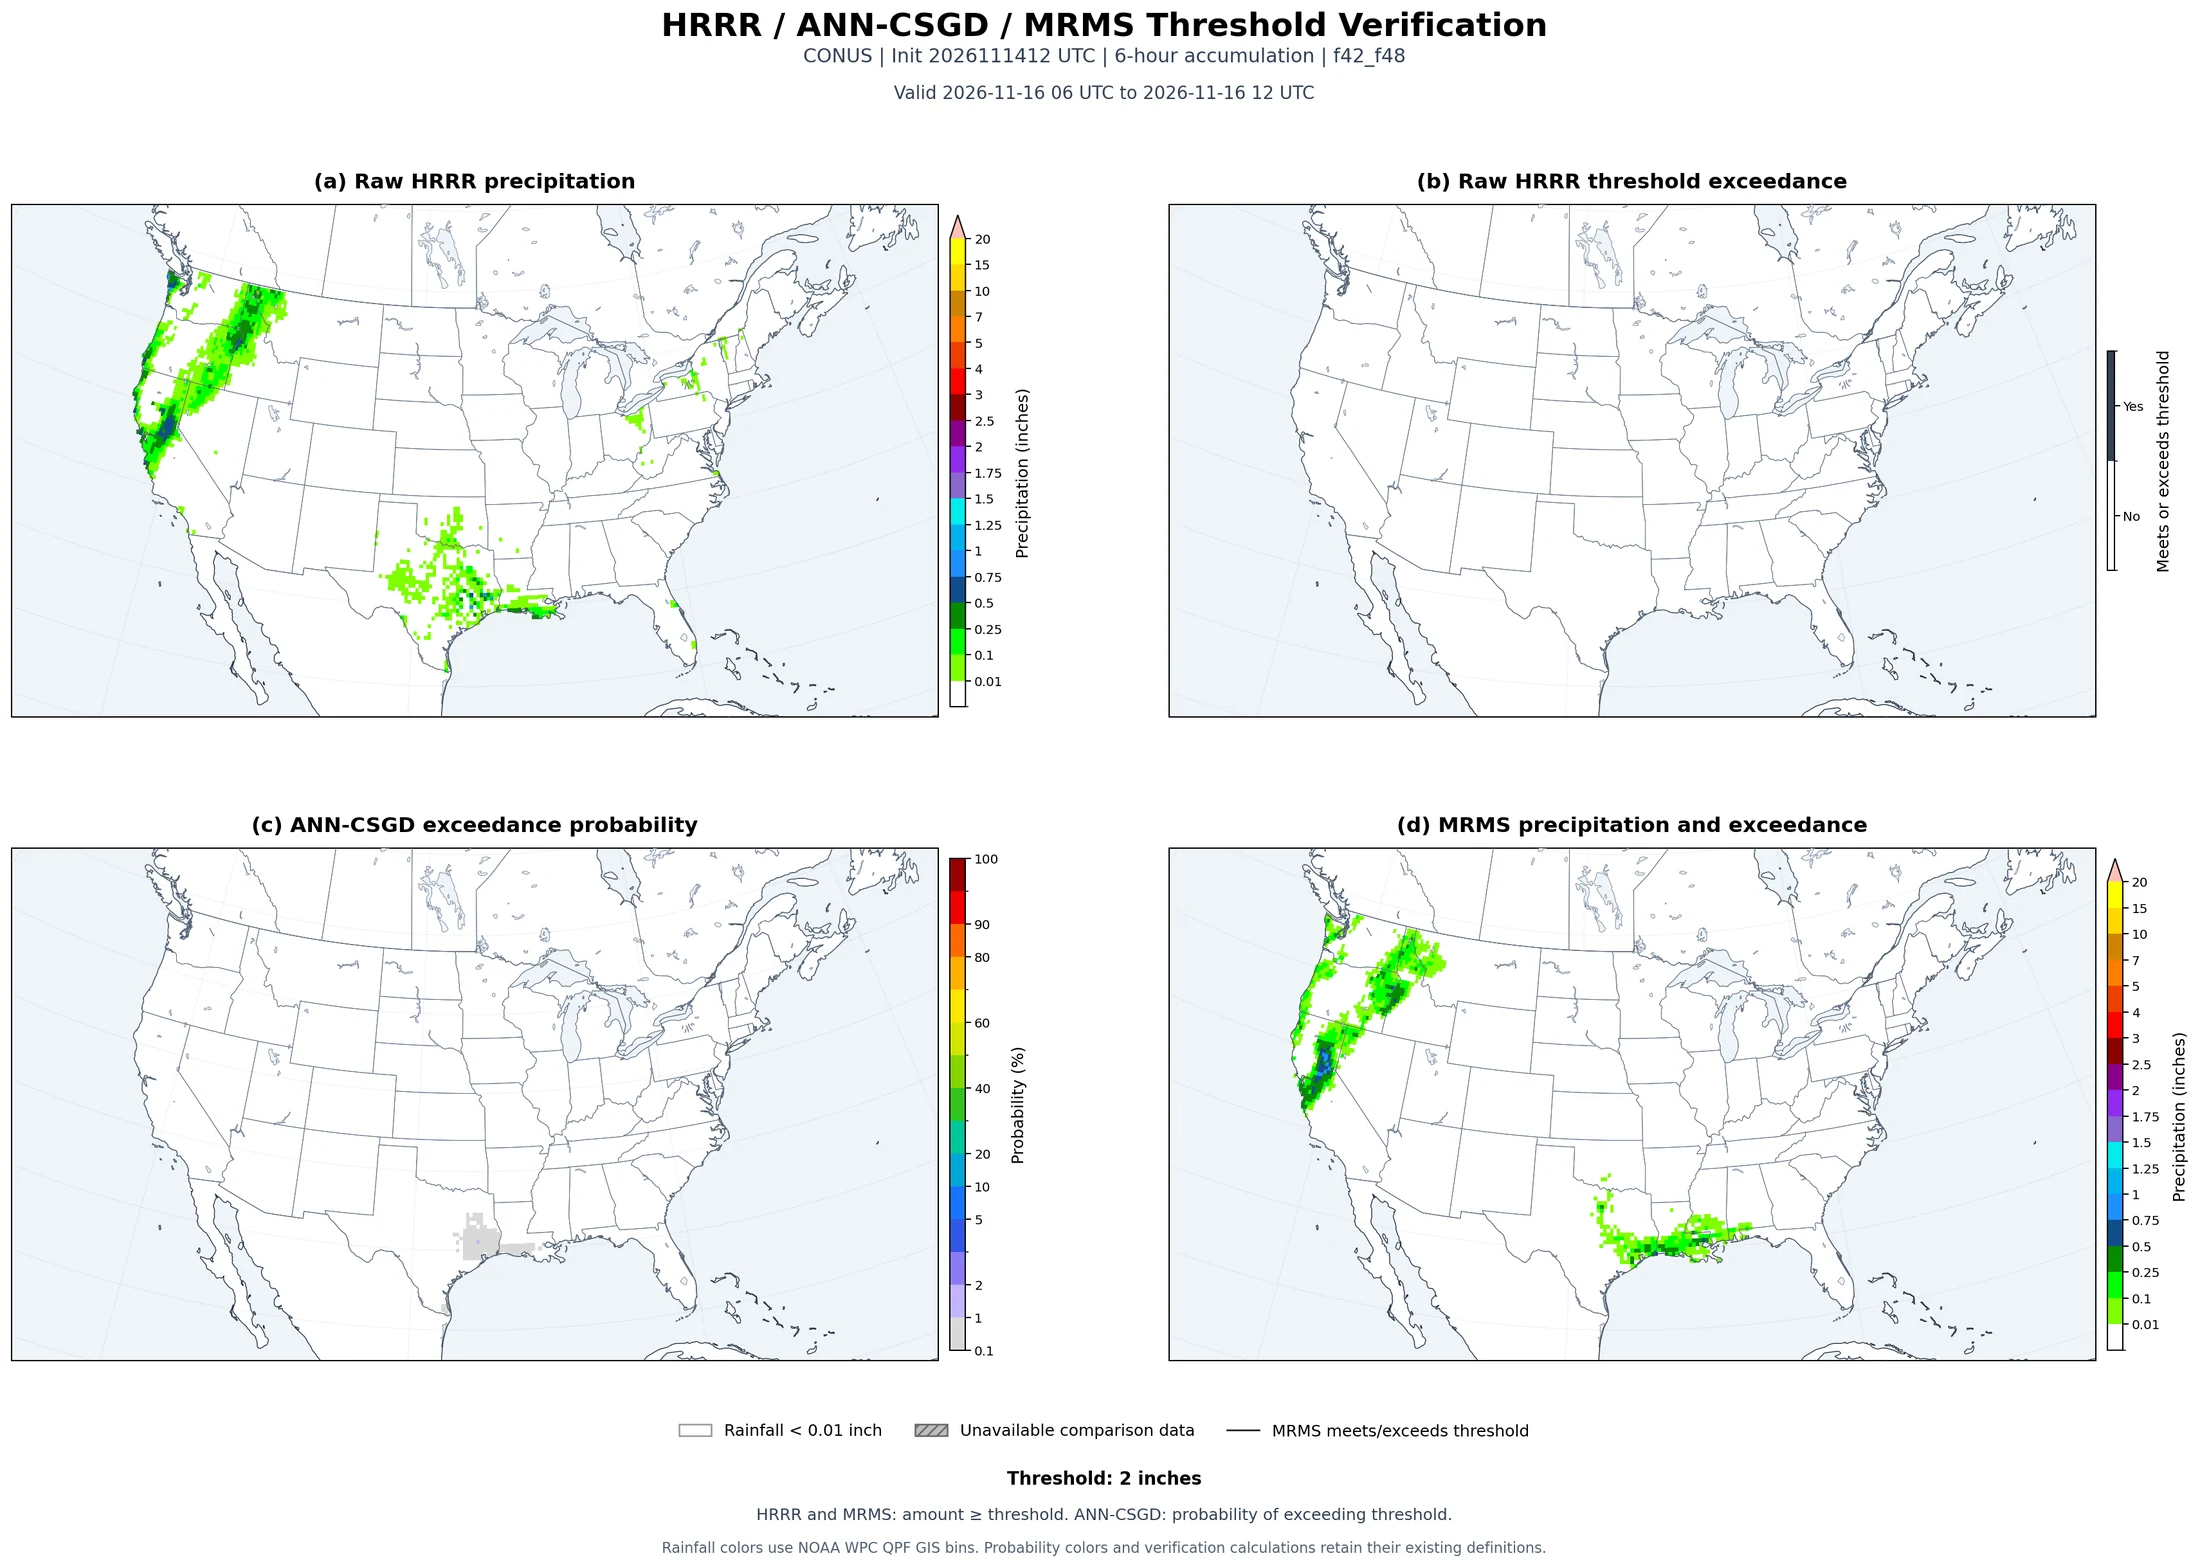 HRRR / ANN-CSGD / MRMS Threshold Verification
CONUS | Init 2026111412 UTC | 6-hour accumulation | f42_f48
Valid 2026-11-16 06 UTC to 2026-11-16 12 UTC
(a) Raw HRRR precipitation
20
15
10
7
5
4
3
2.5
2
1.75
1.5
1.25
1
0.75
0.5
0.25
0.1
0.01
Precipitation (inches)
(b) Raw HRRR threshold exceedance
Yes
No
Meets or exceeds threshold
(c) ANN-CSGD exceedance probability
100
90
80
60
40
20
10
5
2
1
0.1
Probability (%)
(d) MRMS precipitation and exceedance
20
15
10
7
5
4
3
2.5
2
1.75
1.5
1.25
1
0.75
0.5
0.25
0.1
0.01
Precipitation (inches)
Rainfall < 0.01 inch
Unavailable comparison data
MRMS meets/exceeds threshold
Threshold: 2 inches
HRRR and MRMS: amount ≥ threshold. ANN-CSGD: probability of exceeding threshold.
Rainfall colors use NOAA WPC QPF GIS bins. Probability colors and verification calculations retain their existing definitions.